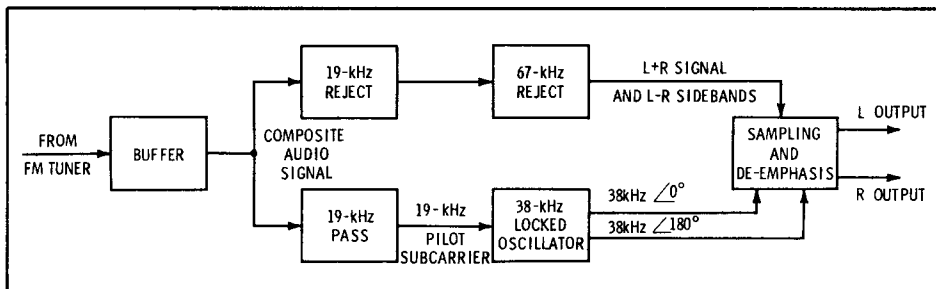 FROM
FM TUNER
BUFFER
COMPOSITE
AUDIO
SIGNAL
19-kHz
REJECT
67-kHz
REJECT
L+R SIGNAL
AND L-R SIDEBANDS
19-kHz
PASS
19-kHz
PILOT
SUBCARRIER
38-kHz
LOCKED
OSCILLATOR
38kHz ∠0°
38kHz ∠180°
SAMPLING
AND
DE-EMPHASIS
L OUTPUT
R OUTPUT